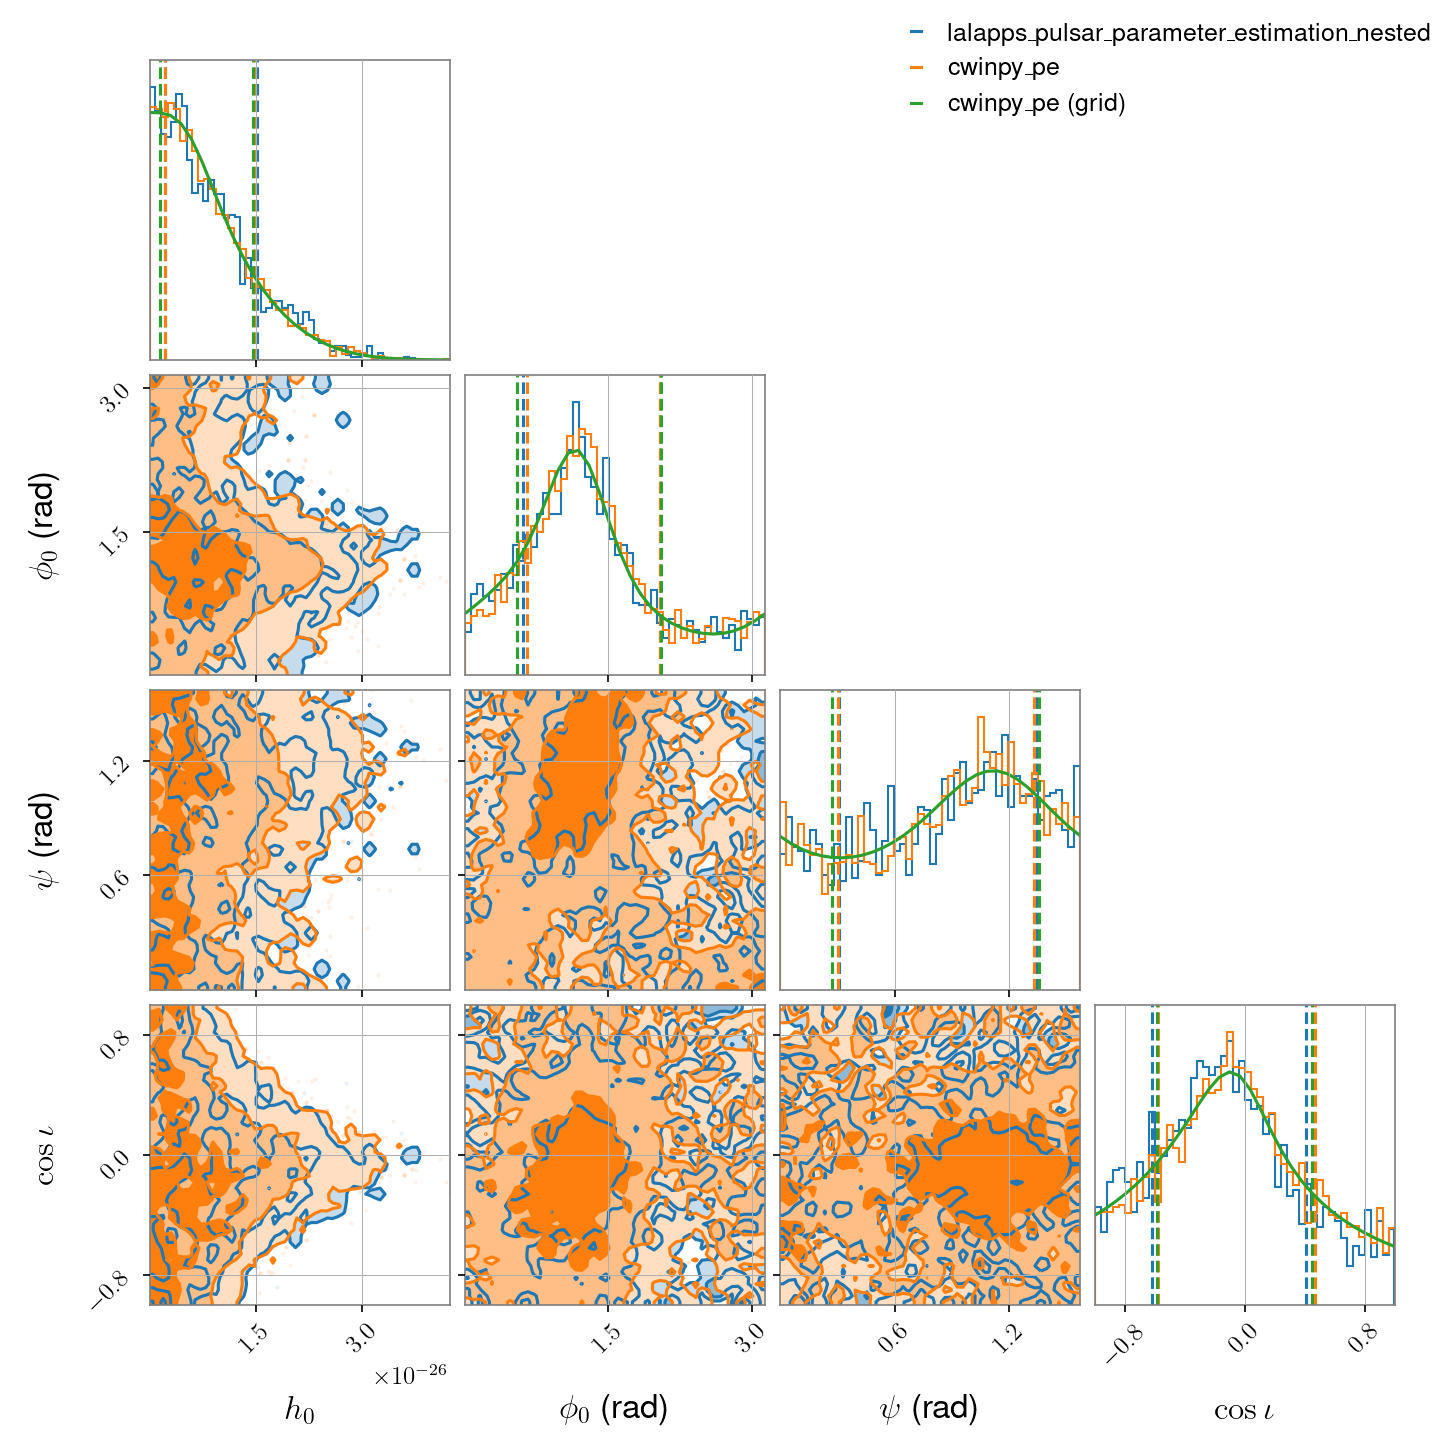 lalapps_pulsar_parameter_estimation_nested
cwinpy_pe
cwinpy_pe (grid)
3.0
1.5
ϕ₀ (rad)
1.2
0.6
ψ (rad)
0.8
0.0
−0.8
cos ι
1.5 3.0
×10⁻²⁶
h₀
1.5 3.0
ϕ₀ (rad)
0.6 1.2
ψ (rad)
−0.8 0.0 0.8
cos ι